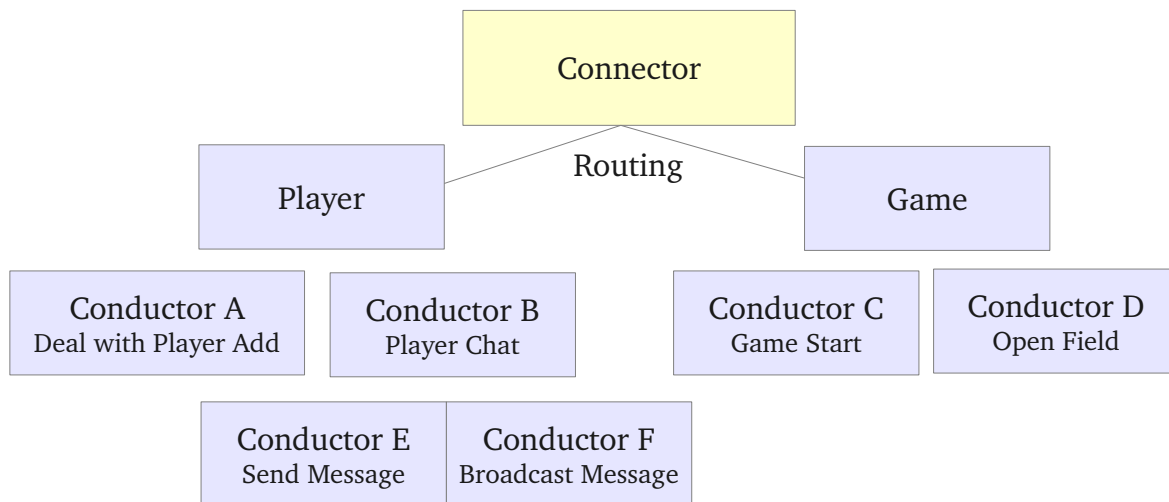 Connector
Routing
Player
Game
Conductor A
Deal with Player Add
Conductor B
Player Chat
Conductor C
Game Start
Conductor D
Open Field
Conductor E
Send Message
Conductor F
Broadcast Message